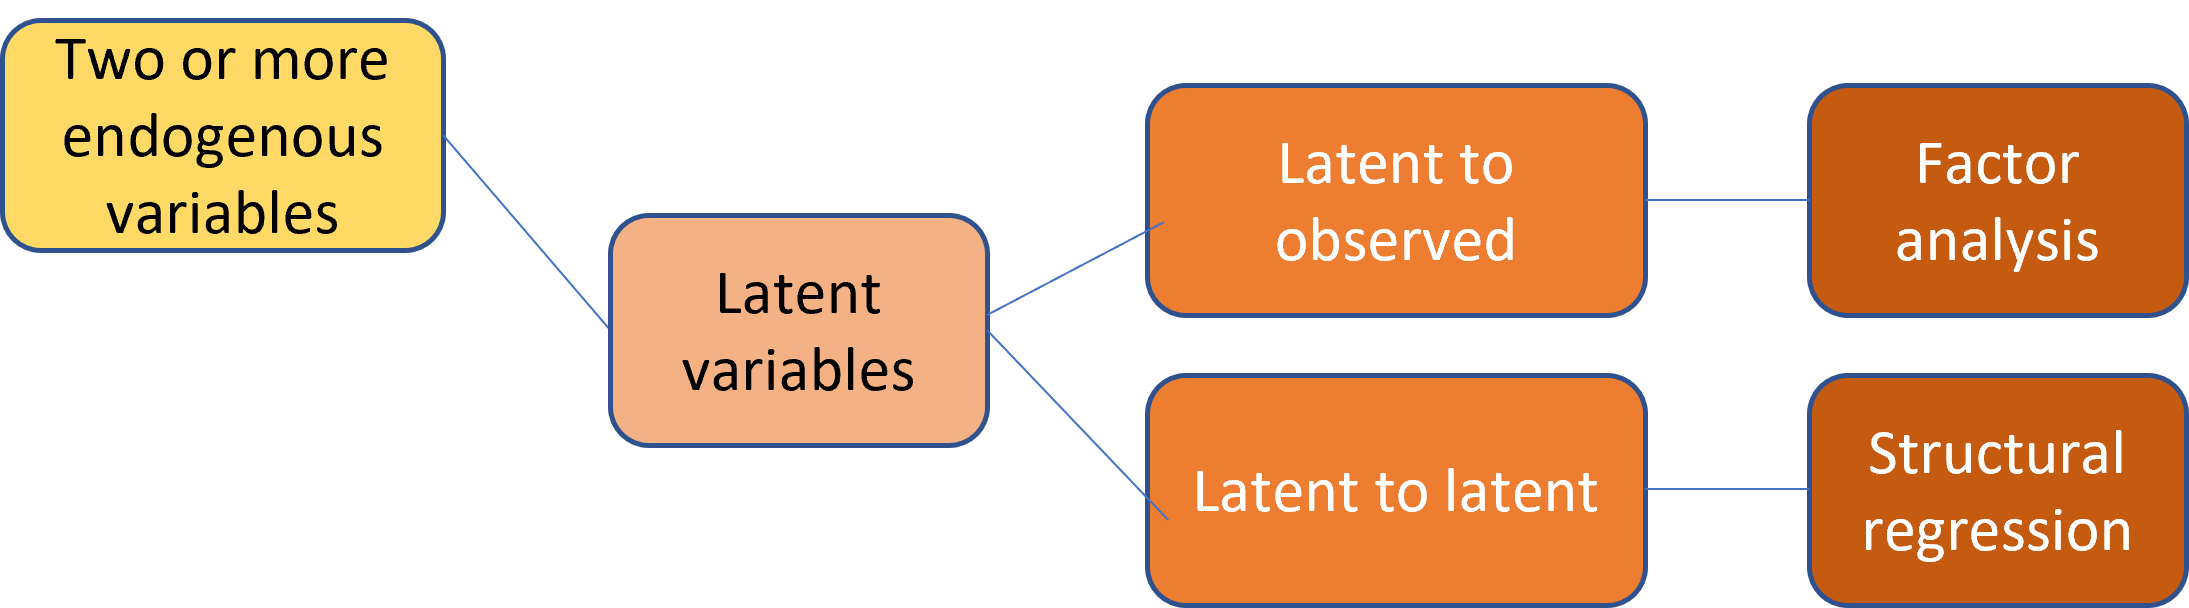 Two or more
endogenous
variables
Latent
variables
Latent to
observed
Factor
analysis
Latent to latent
Structural
regression